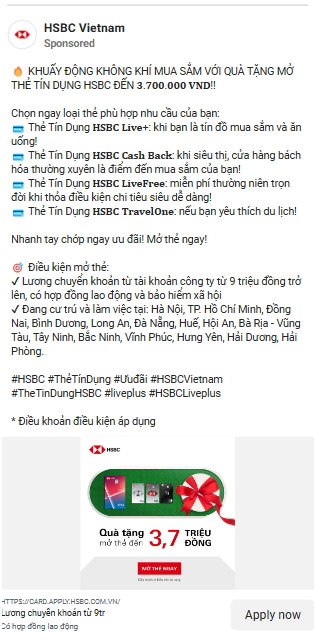 HSBC Vietnam
Sponsored
🔥 KHUẤY ĐỘNG KHÔNG KHÍ MUA SẮM VỚI QUÀ TẶNG MỞ
THẺ TÍN DỤNG HSBC ĐẾN 3.700.000 VND!!
Chọn ngay loại thẻ phù hợp nhu cầu của bạn:
💳 Thẻ Tín Dụng HSBC Live+: khi bạn là tín đồ mua sắm và ăn
uống!
💳 Thẻ Tín Dụng HSBC Cash Back: khi siêu thị, cửa hàng bách
hóa thường xuyên là điểm đến mua sắm của bạn!
💳 Thẻ Tín Dụng HSBC LiveFree: miễn phí thường niên trọn
đời khi thỏa điều kiện chi tiêu siêu dễ dàng!
💳 Thẻ Tín Dụng HSBC TravelOne: nếu bạn yêu thích du lịch!
Nhanh tay chớp ngay ưu đãi! Mở thẻ ngay!
🎯 Điều kiện mở thẻ:
✓ Lương chuyển khoản từ tài khoản công ty từ 9 triệu đồng trở
lên, có hợp đồng lao động và bảo hiểm xã hội
✓ Đang cư trú và làm việc tại: Hà Nội, TP. Hồ Chí Minh, Đồng
Nai, Bình Dương, Long An, Đà Nẵng, Huế, Hội An, Bà Rịa - Vũng
Tàu, Tây Ninh, Bắc Ninh, Vĩnh Phúc, Hưng Yên, Hải Dương, Hải
Phòng.
#HSBC #ThẻTínDụng #Ưuđãi #HSBCVietnam
#TheTinDungHSBC #liveplus #HSBCLiveplus
* Điều khoản điều kiện áp dụng
HSBC
Quà tặng
mở thẻ đến
3,7 TRIỆU
ĐỒNG
MỞ THẺ NGAY
HTTPS://CARD.APPLY.HSBC.COM.VN/
Lương chuyển khoản từ 9tr
Có hợp đồng lao động
Apply now